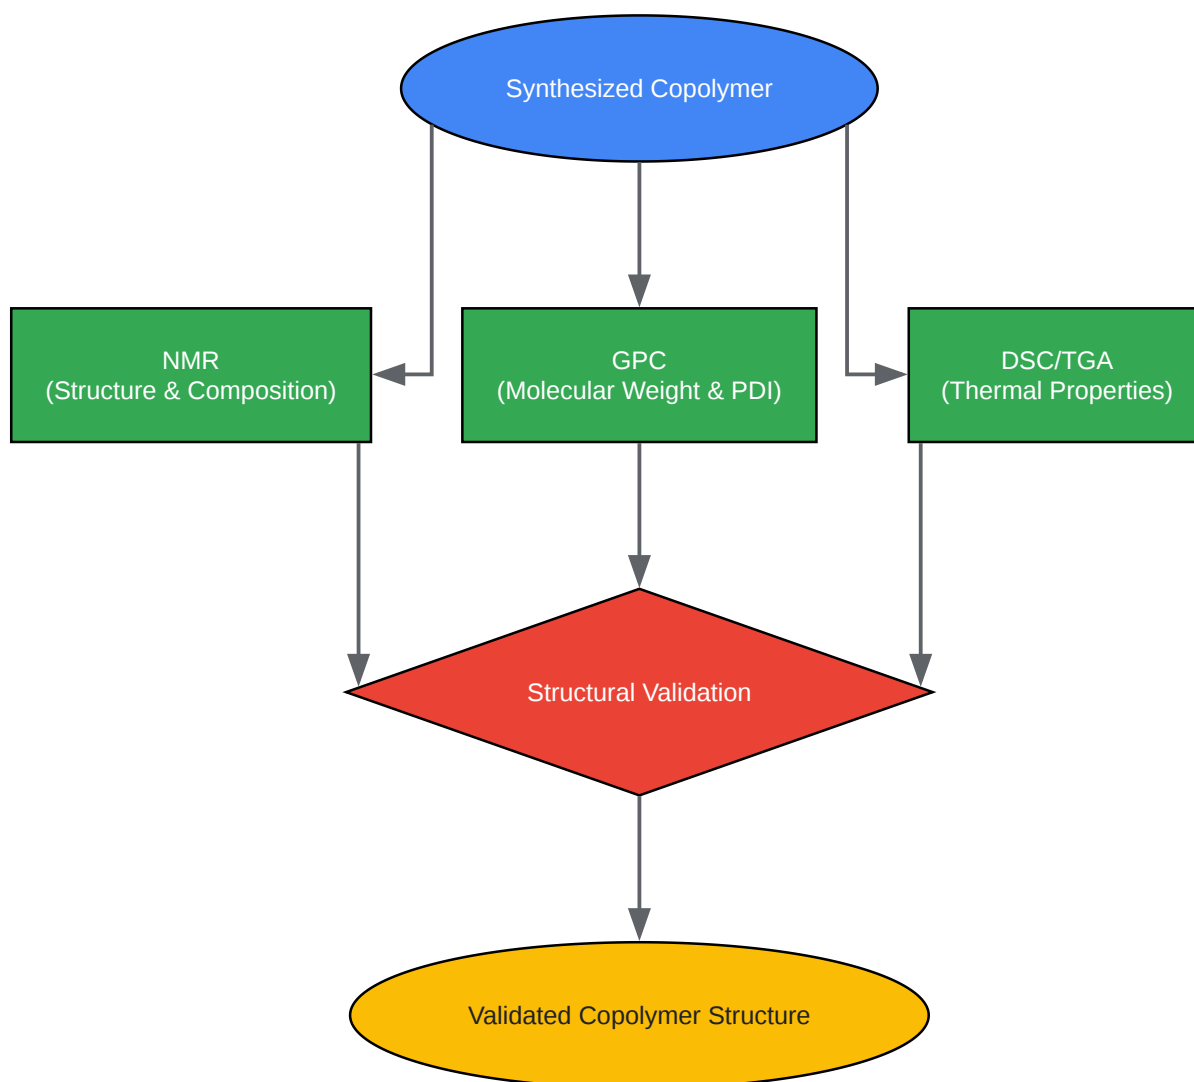 Synthesized Copolymer
NMR
(Structure & Composition)
GPC
(Molecular Weight & PDI)
DSC/TGA
(Thermal Properties)
Structural Validation
Validated Copolymer Structure